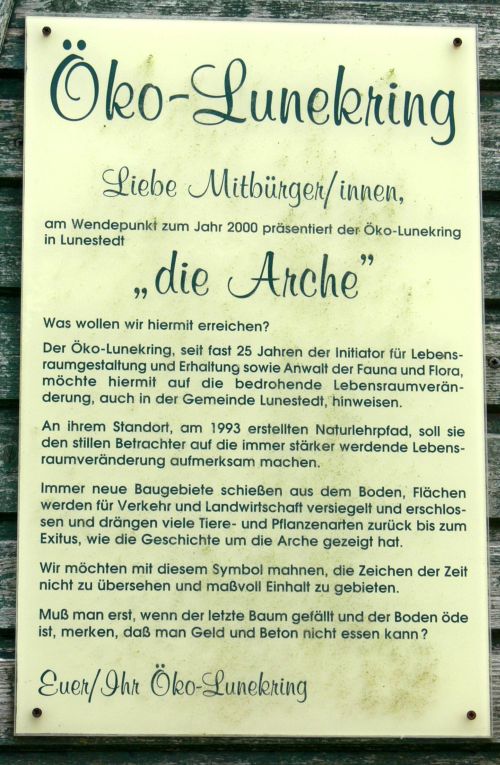 Öko-Lunekring
Liebe Mitbürger/innen,
am Wendepunkt zum Jahr 2000 präsentiert der Öko-Lunekring
in Lunestedt
„die Arche”
Was wollen wir hiermit erreichen?
Der Öko-Lunekring, seit fast 25 Jahren der Initiator für Lebens-
raumgestaltung und Erhaltung sowie Anwalt der Fauna und Flora,
möchte hiermit auf die bedrohende Lebensraumverän-
derung, auch in der Gemeinde Lunestedt, hinweisen.
An ihrem Standort, am 1993 erstellten Naturlehrpfad, soll sie
den stillen Betrachter auf die immer stärker werdende Lebens-
raumveränderung aufmerksam machen.
Immer neue Baugebiete schießen aus dem Boden, Flächen
werden für Verkehr und Landwirtschaft versiegelt und erschlos-
sen und drängen viele Tiere- und Pflanzenarten zurück bis zum
Exitus, wie die Geschichte um die Arche gezeigt hat.
Wir möchten mit diesem Symbol mahnen, die Zeichen der Zeit
nicht zu übersehen und maßvoll Einhalt zu gebieten.
Muß man erst, wenn der letzte Baum gefällt und der Boden öde
ist, merken, daß man Geld und Beton nicht essen kann?
Euer/Ihr Öko-Lunekring